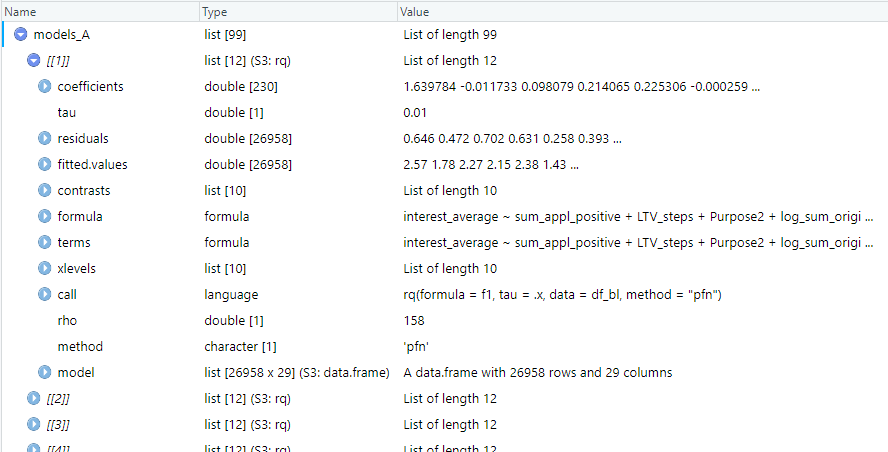 Name Type Value
models_A list [99] List of length 99
[[1]] list [12] (S3: rq) List of length 12
coefficients double [230] 1.639784 -0.011733 0.098079 0.214065 0.225306 -0.000259 ...
tau double [1] 0.01
residuals double [26958] 0.646 0.472 0.702 0.631 0.258 0.393 ...
fitted.values double [26958] 2.57 1.78 2.27 2.15 2.38 1.43 ...
contrasts list [10] List of length 10
formula formula interest_average ~ sum_appl_positive + LTV_steps + Purpose2 + log_sum_origi ...
terms formula interest_average ~ sum_appl_positive + LTV_steps + Purpose2 + log_sum_origi ...
xlevels list [10] List of length 10
call language rq(formula = f1, tau = .x, data = df_bl, method = "pfn")
rho double [1] 158
method character [1] 'pfn'
model list [26958 x 29] (S3: data.frame) A data.frame with 26958 rows and 29 columns
[[2]] list [12] (S3: rq) List of length 12
[[3]] list [12] (S3: rq) List of length 12
[[4]] list [12] (S3: rq) List of length 12